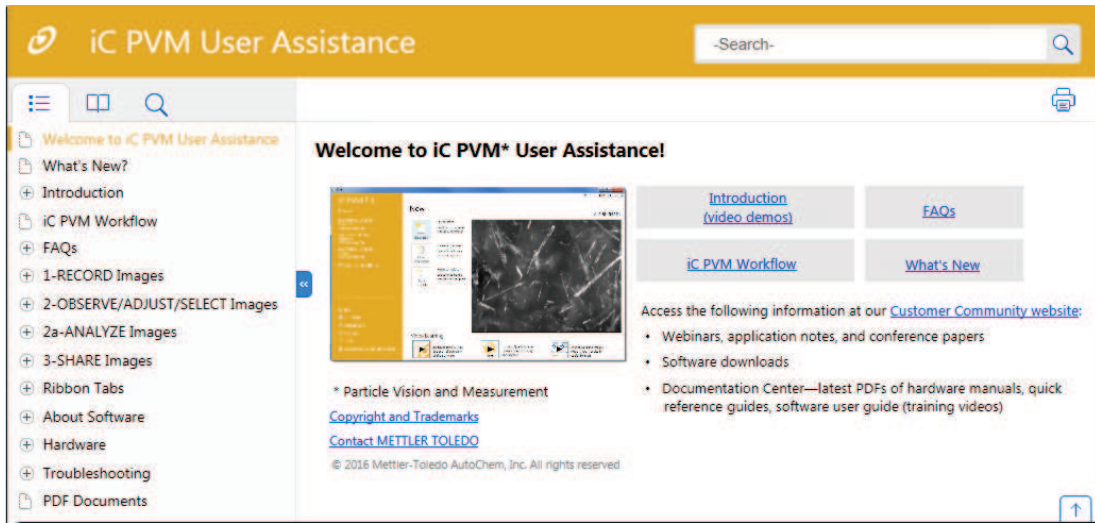 iC PVM User Assistance
-Search-
Welcome to iC PVM User Assistance
What's New?
Introduction
iC PVM Workflow
FAQs
1-RECORD Images
2-OBSERVE/ADJUST/SELECT Images
2a-ANALYZE Images
3-SHARE Images
Ribbon Tabs
About Software
Hardware
Troubleshooting
PDF Documents
Welcome to iC PVM* User Assistance!
New
Introduction
(video demos)
FAQs
iC PVM Workflow
What's New
Access the following information at our Customer Community website:
• Webinars, application notes, and conference papers
• Software downloads
• Documentation Center—latest PDFs of hardware manuals, quick
reference guides, software user guide (training videos)
* Particle Vision and Measurement
Copyright and Trademarks
Contact METTLER TOLEDO
© 2016 Mettler-Toledo AutoChem, Inc. All rights reserved